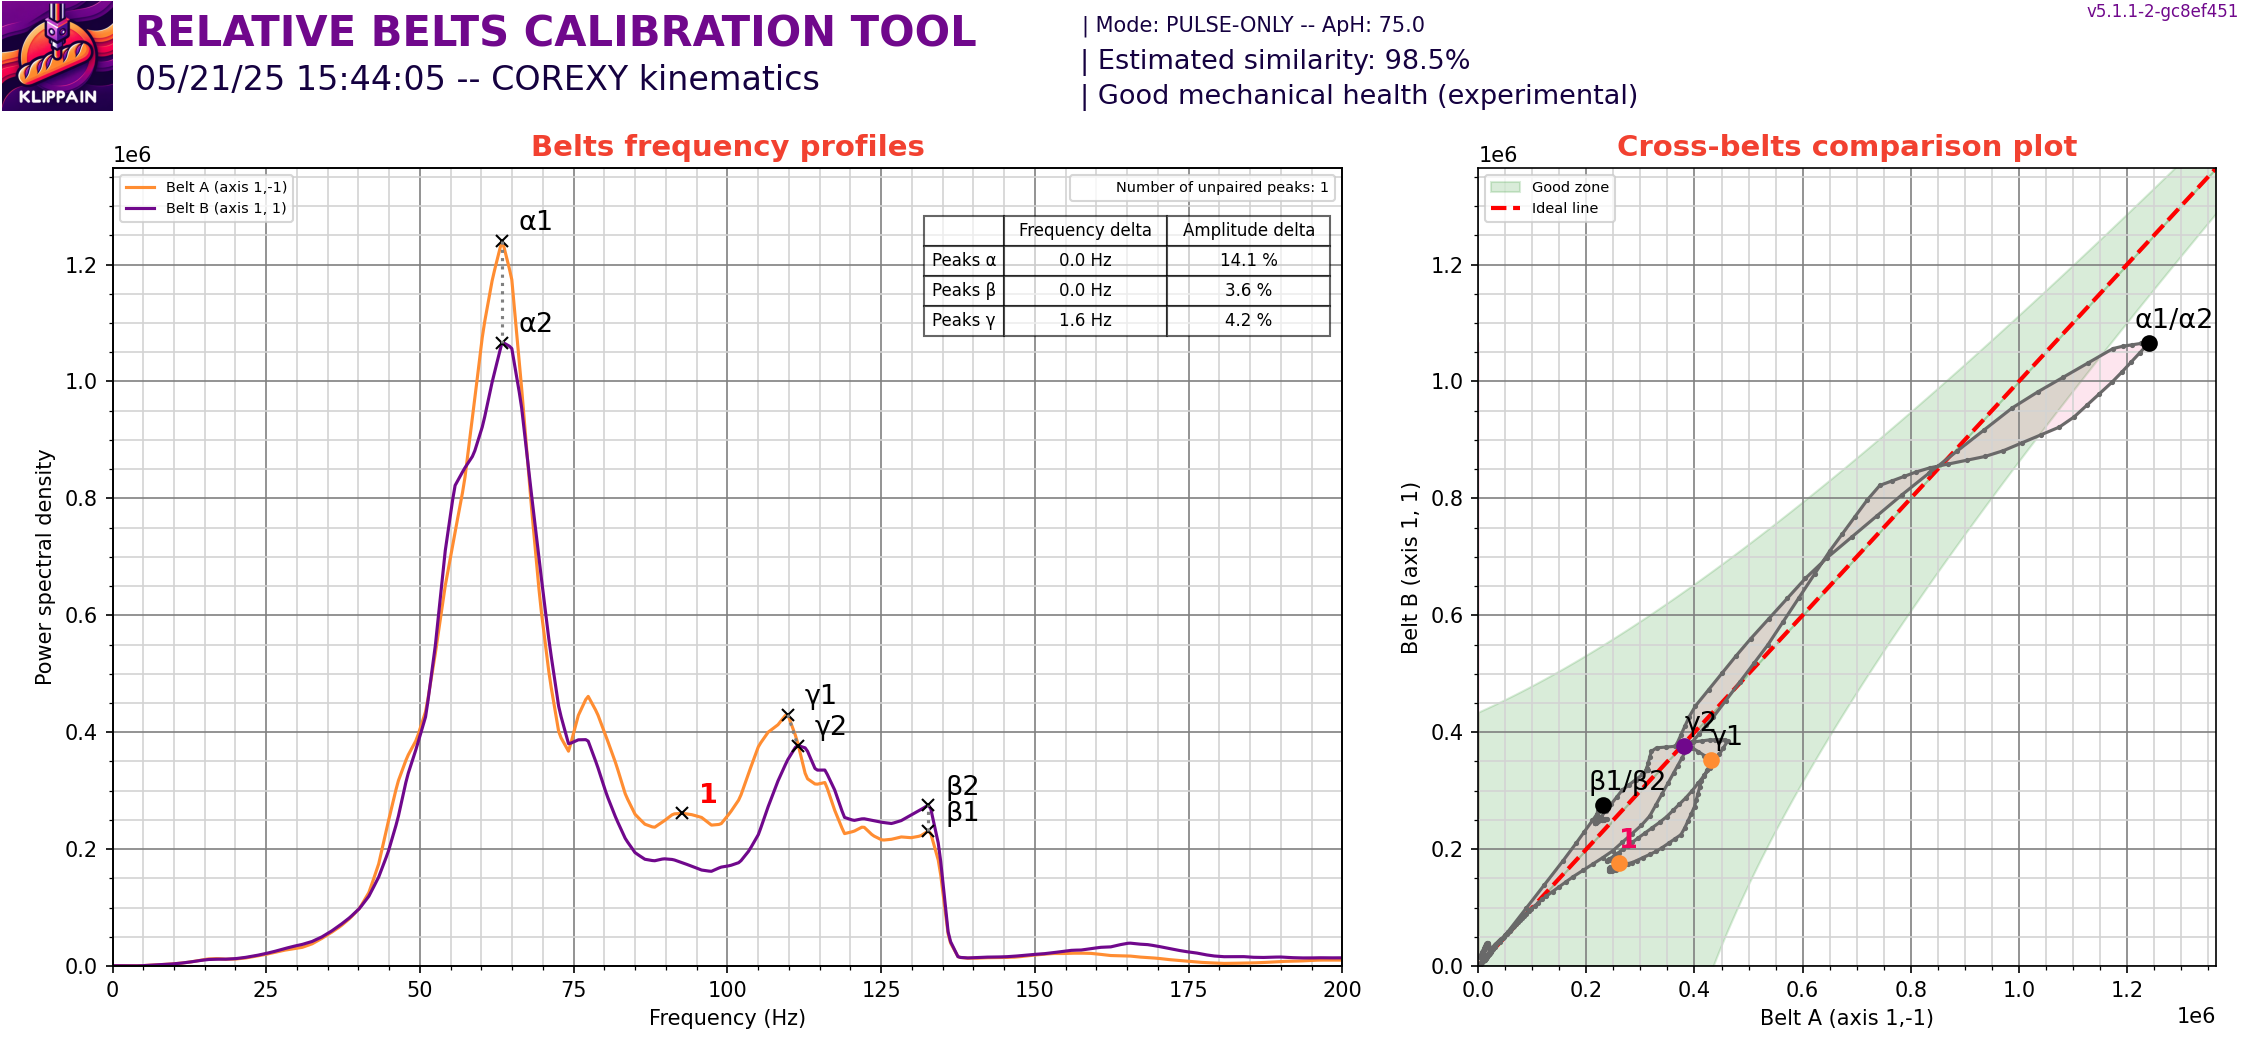 KLIPPAIN
RELATIVE BELTS CALIBRATION TOOL
05/21/25 15:44:05 -- COREXY kinematics
| Mode: PULSE-ONLY -- ApH: 75.0
| Estimated similarity: 98.5%
| Good mechanical health (experimental)
v5.1.1-2-gc8ef451
Belts frequency profiles
1e6
Belt A (axis 1,-1)
Belt B (axis 1, 1)
Number of unpaired peaks: 1
Frequency delta Amplitude delta
Peaks α 0.0 Hz 14.1 %
Peaks β 0.0 Hz 3.6 %
Peaks γ 1.6 Hz 4.2 %
α1
α2
γ1
γ2
1
β2
β1
Power spectral density
1.2
1.0
0.8
0.6
0.4
0.2
0.0
0 25 50 75 100 125 150 175 200
Frequency (Hz)
Cross-belts comparison plot
1e6
Good zone
Ideal line
α1/α2
γ2
γ1
β1/β2
1
Belt B (axis 1, 1)
1.2
1.0
0.8
0.6
0.4
0.2
0.0
0.0 0.2 0.4 0.6 0.8 1.0 1.2
Belt A (axis 1,-1)
1e6